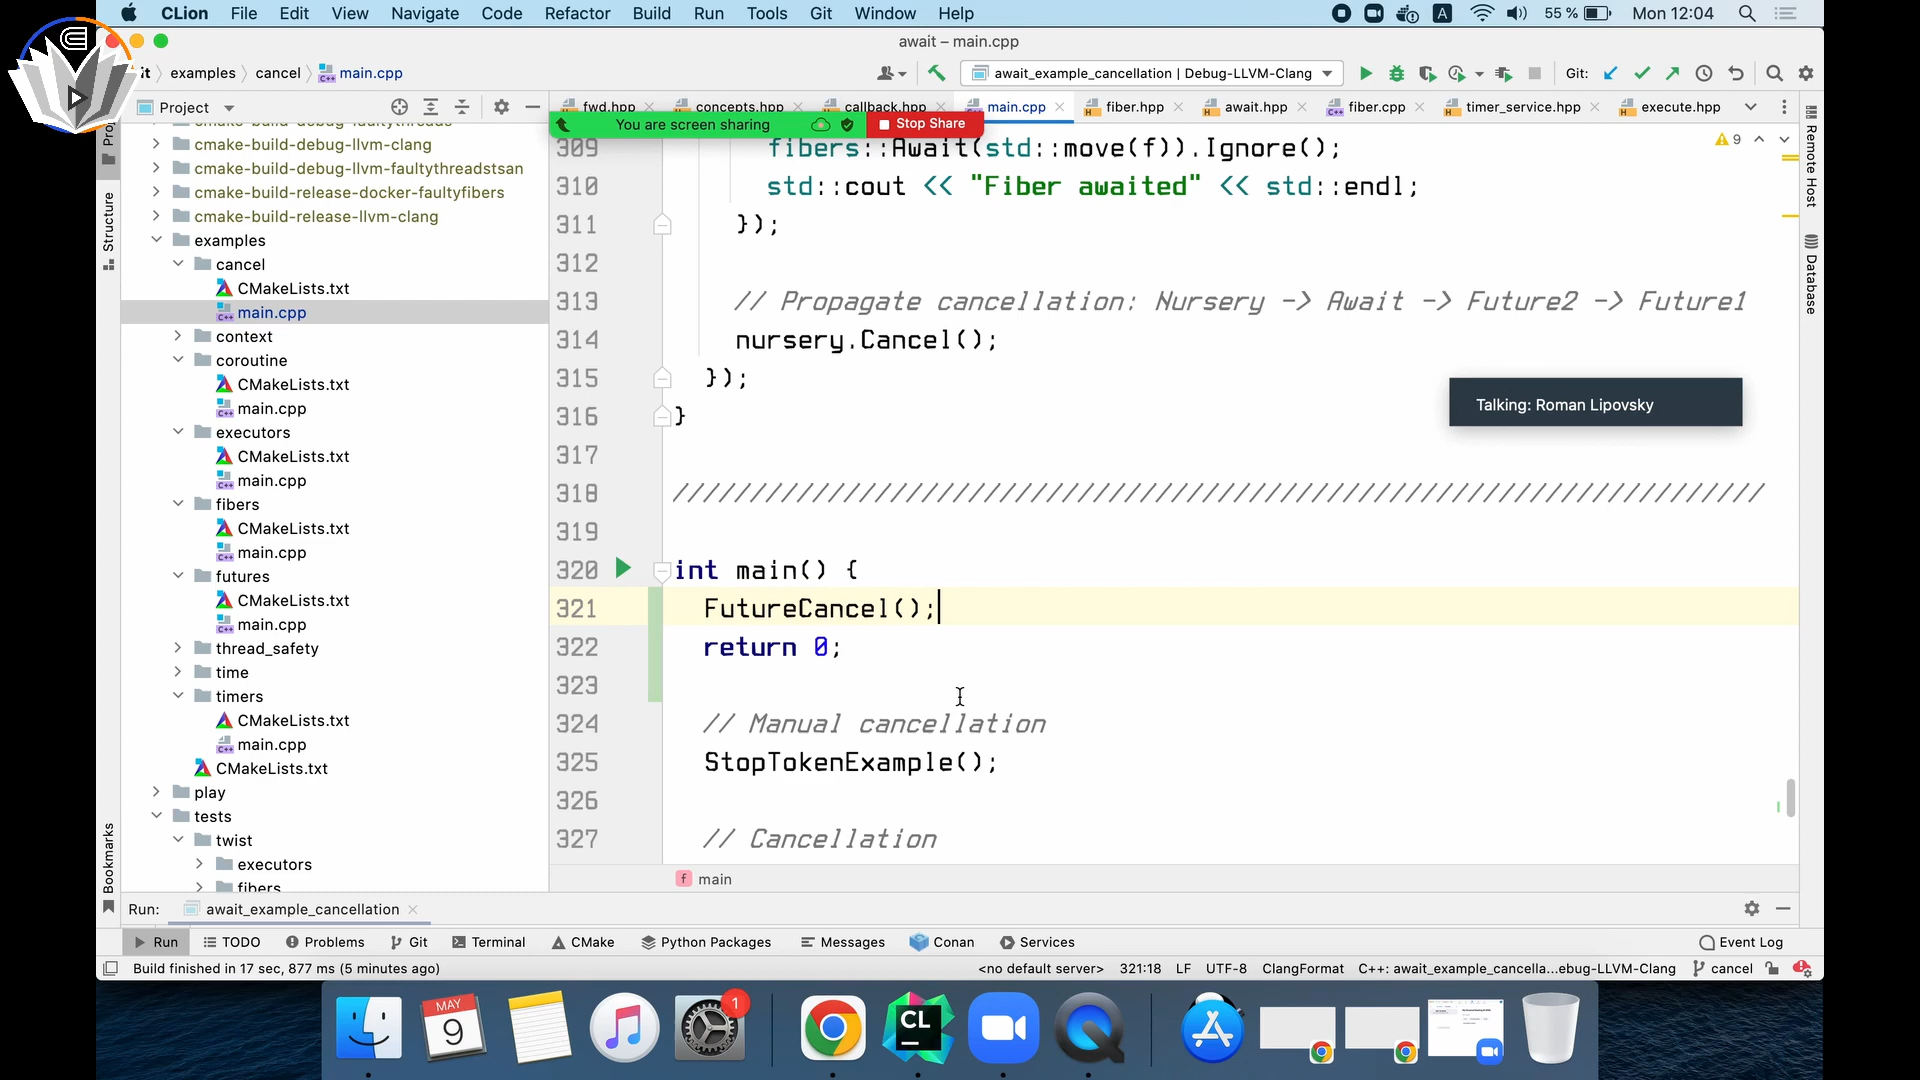 CLion File Edit View Navigate Code Refactor Build Run Tools Git Window Help
A 55 % Mon 12:04
await – main.cpp
it examples cancel main.cpp
await_example_cancellation | Debug-LLVM-Clang Git:
Project
fwd.hpp concepts.hpp callback.hpp main.cpp fiber.hpp await.hpp fiber.cpp timer_service.hpp execute.hpp
You are screen sharing Stop Share
cmake-build-debug-faultythreads
cmake-build-debug-llvm-clang
cmake-build-debug-llvm-faultythreadstsan
cmake-build-release-docker-faultyfibers
cmake-build-release-llvm-clang
examples
cancel
CMakeLists.txt
main.cpp
context
coroutine
CMakeLists.txt
main.cpp
executors
CMakeLists.txt
main.cpp
fibers
CMakeLists.txt
main.cpp
futures
CMakeLists.txt
main.cpp
thread_safety
time
timers
CMakeLists.txt
main.cpp
CMakeLists.txt
play
tests
twist
executors
fibers
Structure
Bookmarks
9
309 fibers::Await(std::move(f)).Ignore();
310 std::cout << "Fiber awaited" << std::endl;
311 });
312
313 // Propagate cancellation: Nursery -> Await -> Future2 -> Future1
314 nursery.Cancel();
315 });
316 }
317
318 //////////////////////////////////////////////////////////////////////
319
320 int main() {
321 FutureCancel();
322 return 0;
323
324 // Manual cancellation
325 StopTokenExample();
326
327 // Cancellation
Talking: Roman Lipovsky
Remote Host
Database
f main
Run: await_example_cancellation
Run TODO Problems Git Terminal CMake Python Packages Messages Conan Services Event Log
Build finished in 17 sec, 877 ms (5 minutes ago) <no default server> 321:18 LF UTF-8 ClangFormat C++: await_example_cancella...ebug-LLVM-Clang cancel
MAY
9
1
CL